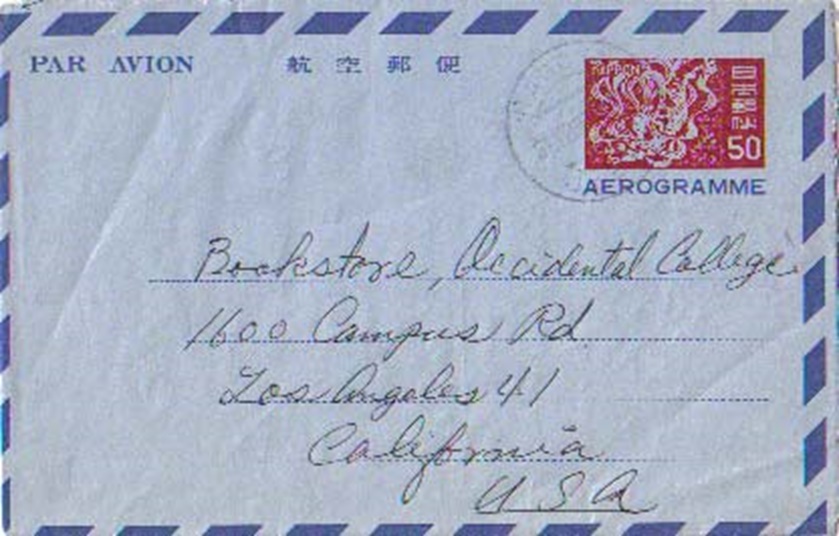 PAR AVION 航空郵便
NIPPON 日本郵便
50
AEROGRAMME
Bookstore, Occidental College
1600 Campus Rd
Los Angeles 41
California
USA